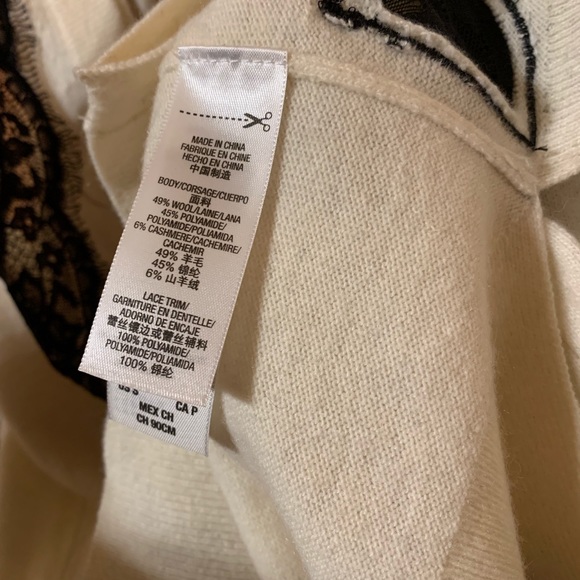 MADE IN CHINA
FABRIQUE EN CHINE
HECHO EN CHINA
中国制造
BODY/CORSAGE/CUERPO
面料
49% WOOL/LAINE/LANA
45% POLYAMIDE/
POLYAMIDE/POLIAMIDA
6% CASHMERE/CACHEMIRE/
CACHEMIR
49% 羊毛
45% 锦纶
6% 山羊绒
LACE TRIM/
GARNITURE EN DENTELLE/
ADORNO DE ENCAJE
蕾丝镶边或蕾丝辅料
100% POLYAMIDE/
POLYAMIDE/POLIAMIDA
100% 锦纶
US S CA P
MEX CH
CH 90CM